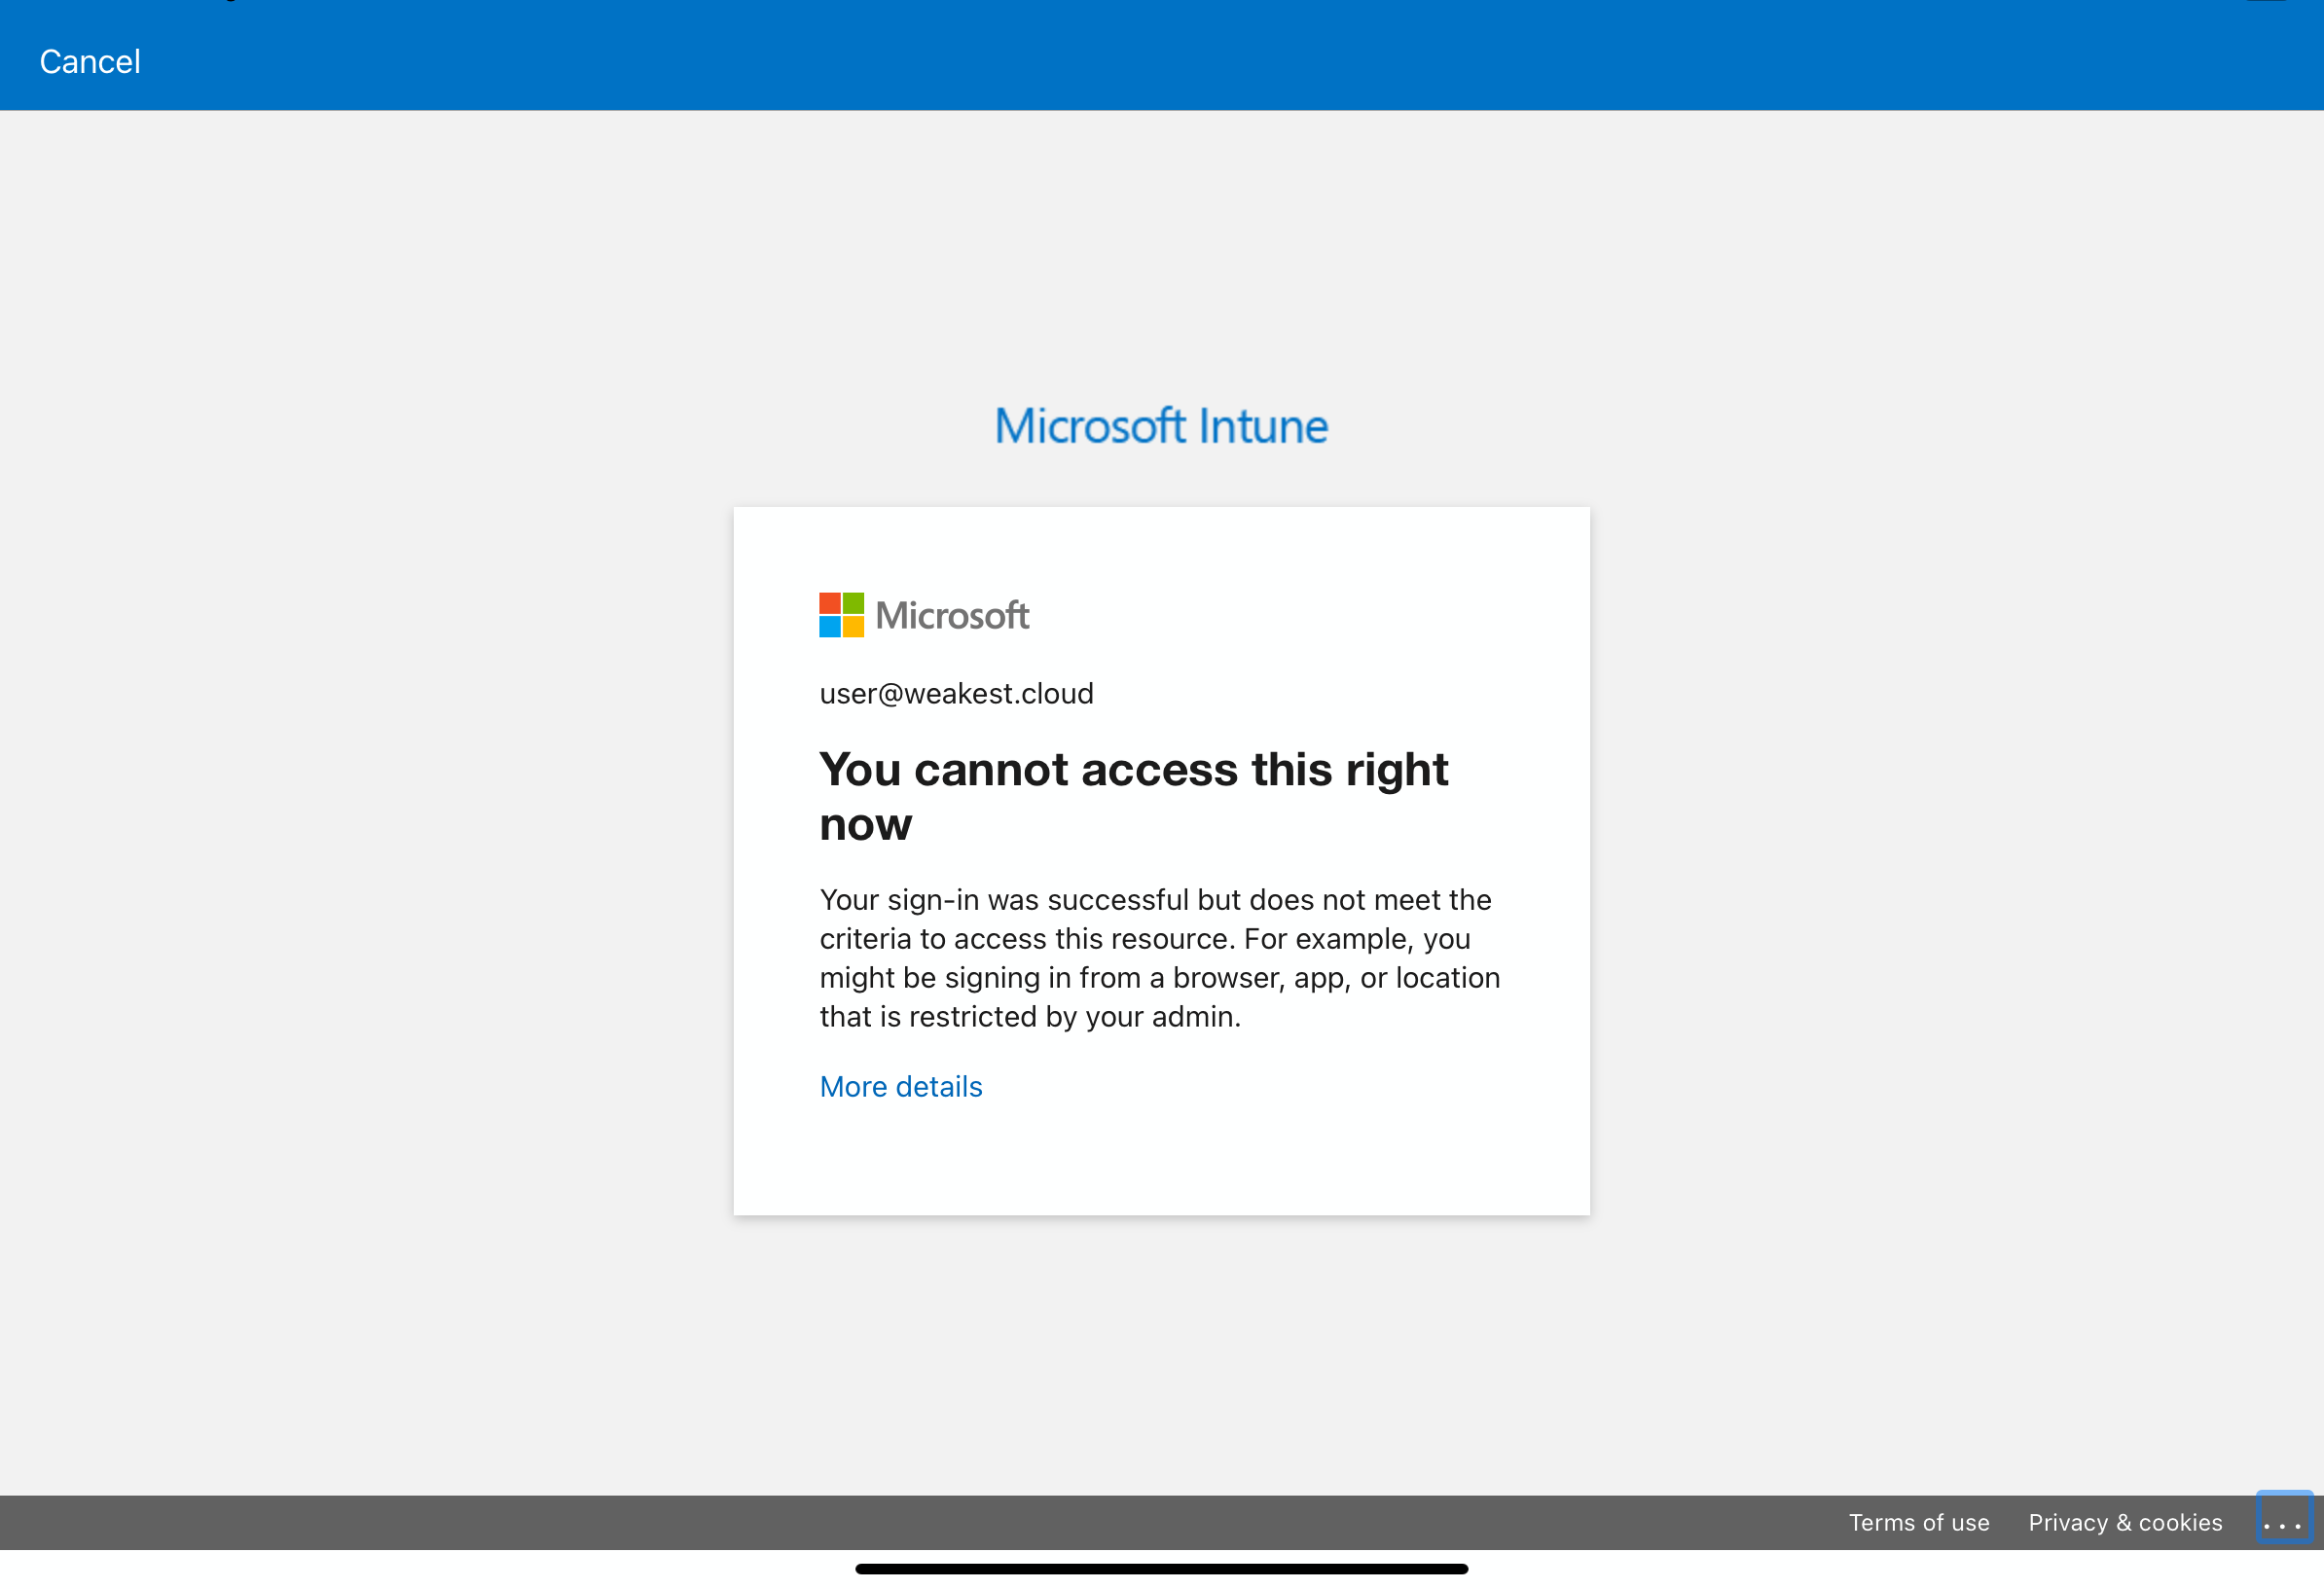 Cancel
Microsoft Intune
Microsoft
user@weakest.cloud
You cannot access this right
now
Your sign-in was successful but does not meet the
criteria to access this resource. For example, you
might be signing in from a browser, app, or location
that is restricted by your admin.
More details
Terms of use Privacy & cookies ...